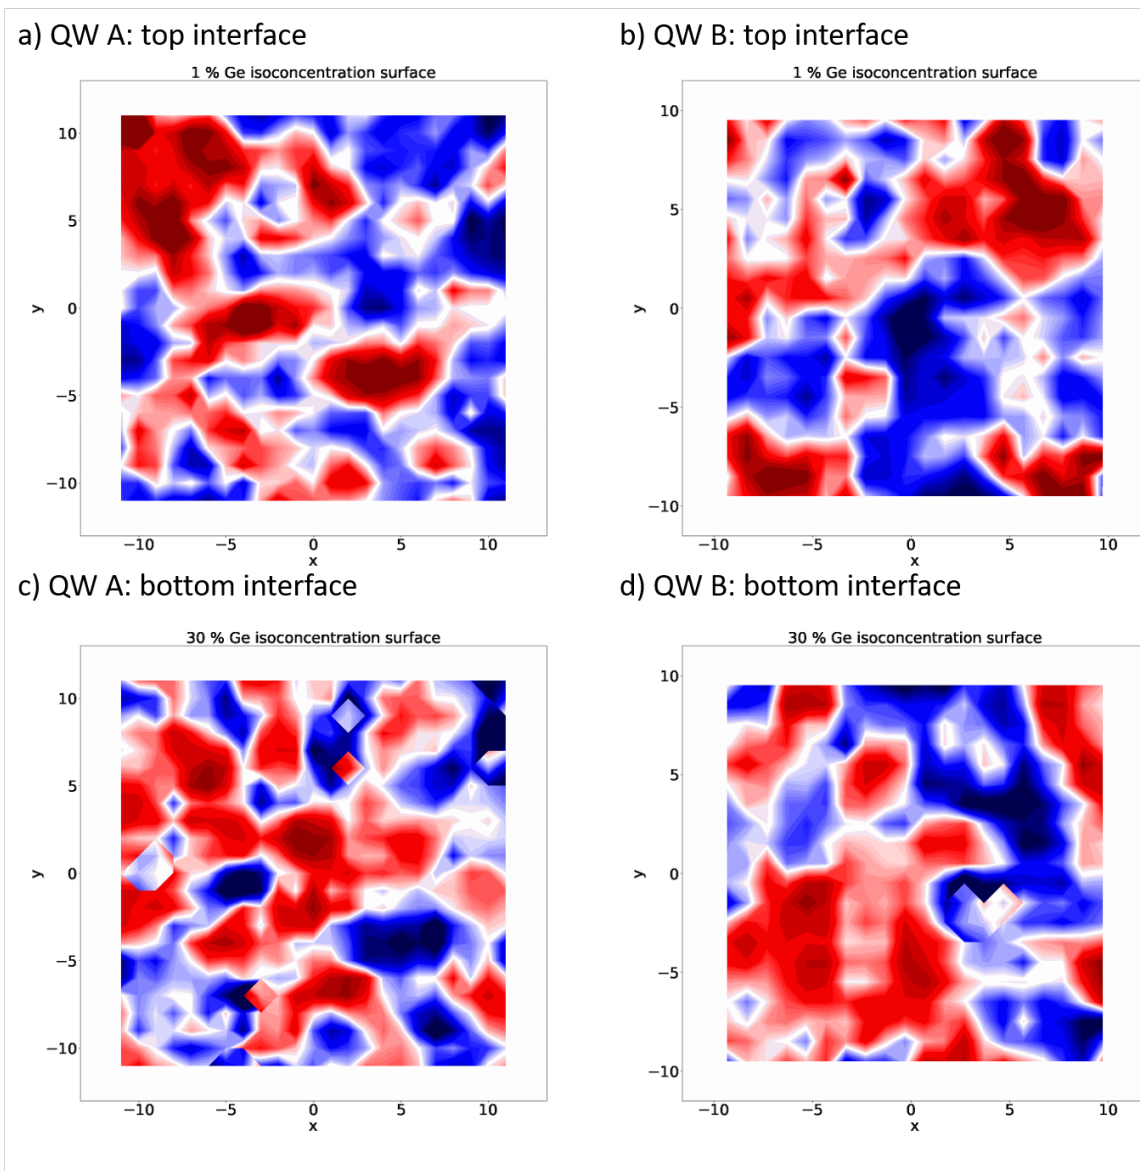 a) QW A: top interface
1 % Ge isoconcentration surface
10
5
0
−5
−10
y
−10 −5 0 5 10
x
b) QW B: top interface
1 % Ge isoconcentration surface
10
5
0
−5
−10
y
−10 −5 0 5 10
x
c) QW A: bottom interface
30 % Ge isoconcentration surface
10
5
0
−5
−10
y
−10 −5 0 5 10
x
d) QW B: bottom interface
30 % Ge isoconcentration surface
10
5
0
−5
−10
y
−10 −5 0 5 10
x